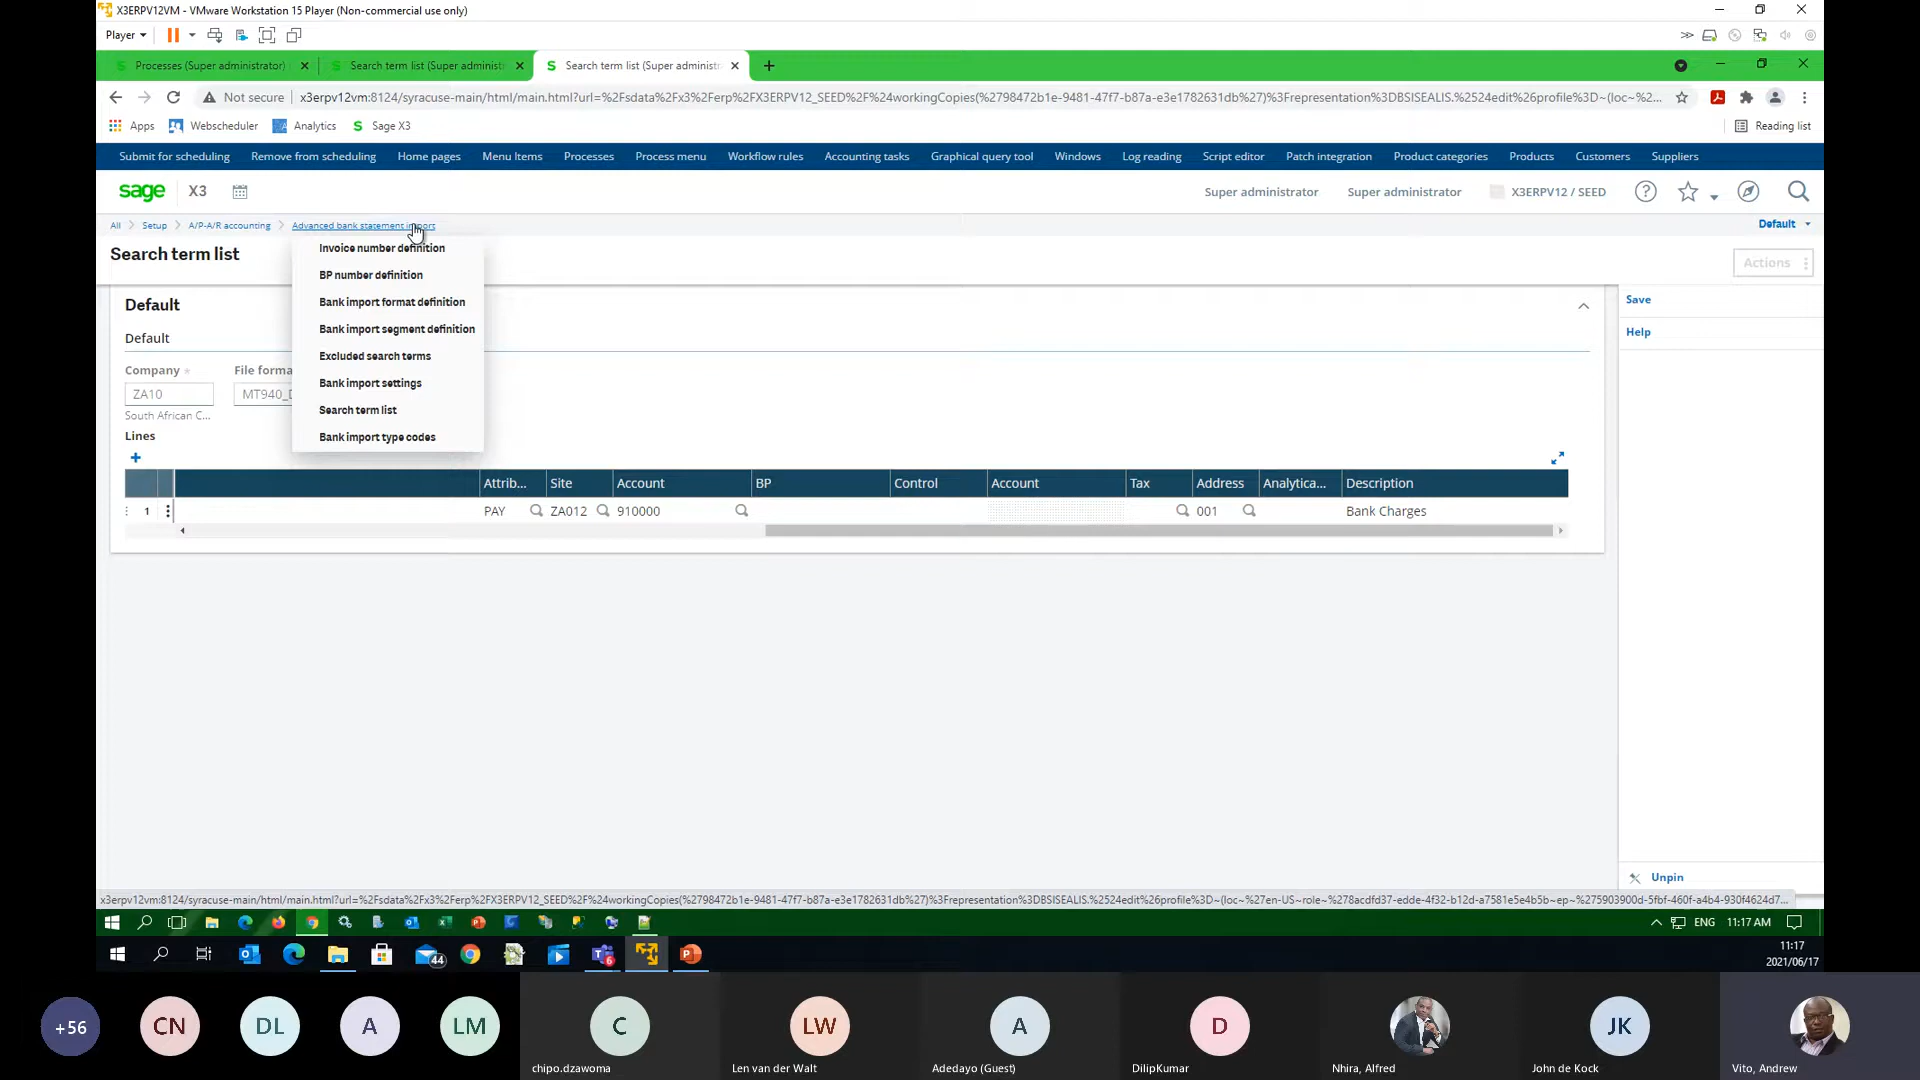 X3ERPV12VM - VMware Workstation 15 Player (Non-commercial use only)
Player
Processes (Super administrator)
Search term list (Super administ
Search term list (Super administ
Not secure
x3erpv12vm:8124/syracuse-main/html/main.html?url=%2Fsdata%2Fx3%2Ferp%2FX3ERPV12_SEED%2F%24workingCopies(%2798472b1e-9481-47f7-b87a-e3e1782631db%27)%3Frepresentation%3DBSISEALIS.%2524edit%26profile%3D~(loc~%2...
Apps
Webscheduler
Analytics
Sage X3
Reading list
Submit for scheduling
Remove from scheduling
Home pages
Menu Items
Processes
Process menu
Workflow rules
Accounting tasks
Graphical query tool
Windows
Log reading
Script editor
Patch integration
Product categories
Products
Customers
Suppliers
sage
X3
Super administrator
Super administrator
X3ERPV12 / SEED
All
Setup
A/P-A/R accounting
Advanced bank statement import
Default
Search term list
Actions
Invoice number definition
BP number definition
Bank import format definition
Bank import segment definition
Excluded search terms
Bank import settings
Search term list
Bank import type codes
Default
Default
Company *
File forma
ZA10
MT940_D
South African C...
Lines
Attrib...
Site
Account
BP
Control
Account
Tax
Address
Analytica...
Description
1
PAY
ZA012
910000
001
Bank Charges
Save
Help
Unpin
x3erpv12vm:8124/syracuse-main/html/main.html?url=%2Fsdata%2Fx3%2Ferp%2FX3ERPV12_SEED%2F%24workingCopies(%2798472b1e-9481-47f7-b87a-e3e1782631db%27)%3Frepresentation%3DBSISEALIS.%2524edit%26profile%3D~(loc~%27en-US~role~%278acdfd37-edde-4f32-b12d-a7581e5e4b5b~ep~%275903900d-5fbf-460f-a4b4-930f4624d7...
ENG
11:17 AM
44
6
11:17
2021/06/17
+56
CN
DL
A
LM
C
chipo.dzawoma
LW
Len van der Walt
A
Adedayo (Guest)
D
DilipKumar
Nhira, Alfred
JK
John de Kock
Vito, Andrew